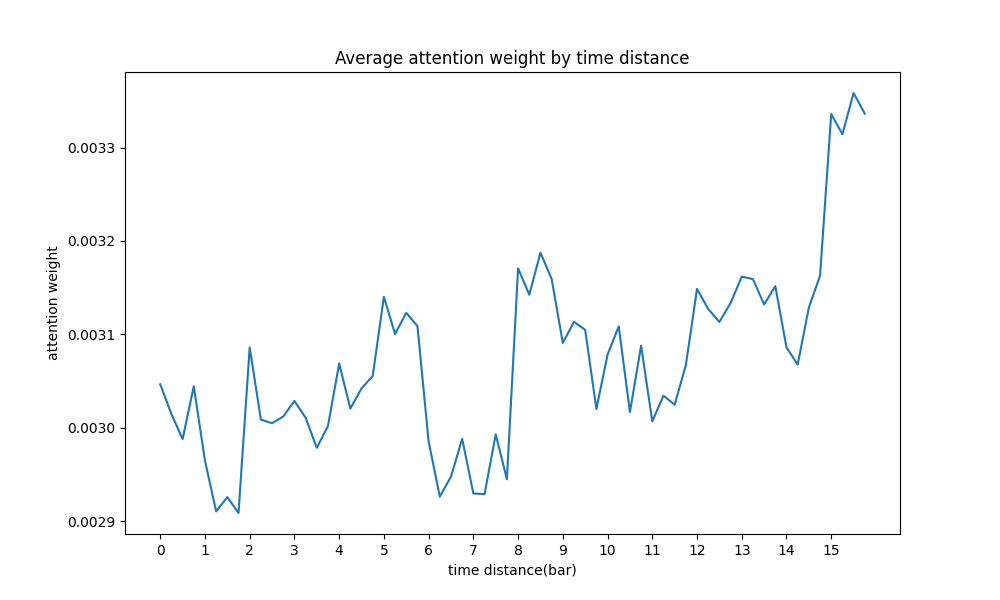 Average attention weight by time distance
0.0033
0.0032
0.0031
0.0030
0.0029
attention weight
0 1 2 3 4 5 6 7 8 9 10 11 12 13 14 15
time distance(bar)